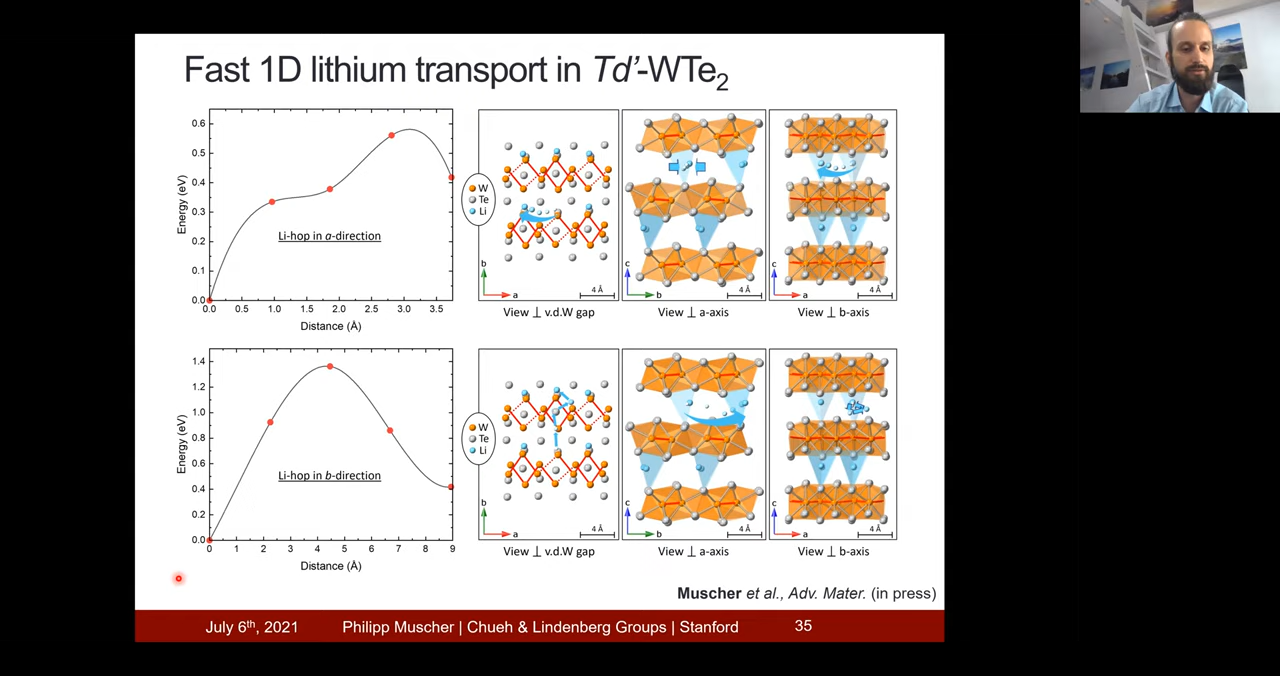 Fast 1D lithium transport in Td’-WTe2
0.6
0.5
0.4
0.3
0.2
0.1
0.0
Energy (eV)
Li-hop in a-direction
0.0 0.5 1.0 1.5 2.0 2.5 3.0 3.5
Distance (Å)
W
Te
Li
b
a
4 Å
View ⊥ v.d.W gap
c
b
4 Å
View ⊥ a-axis
c
a
4 Å
View ⊥ b-axis
1.4
1.2
1.0
0.8
0.6
0.4
0.2
0.0
Energy (eV)
Li-hop in b-direction
0 1 2 3 4 5 6 7 8 9
Distance (Å)
W
Te
Li
b
a
4 Å
View ⊥ v.d.W gap
c
b
4 Å
View ⊥ a-axis
c
a
4 Å
View ⊥ b-axis
Muscher et al., Adv. Mater. (in press)
July 6th, 2021 Philipp Muscher | Chueh & Lindenberg Groups | Stanford 35